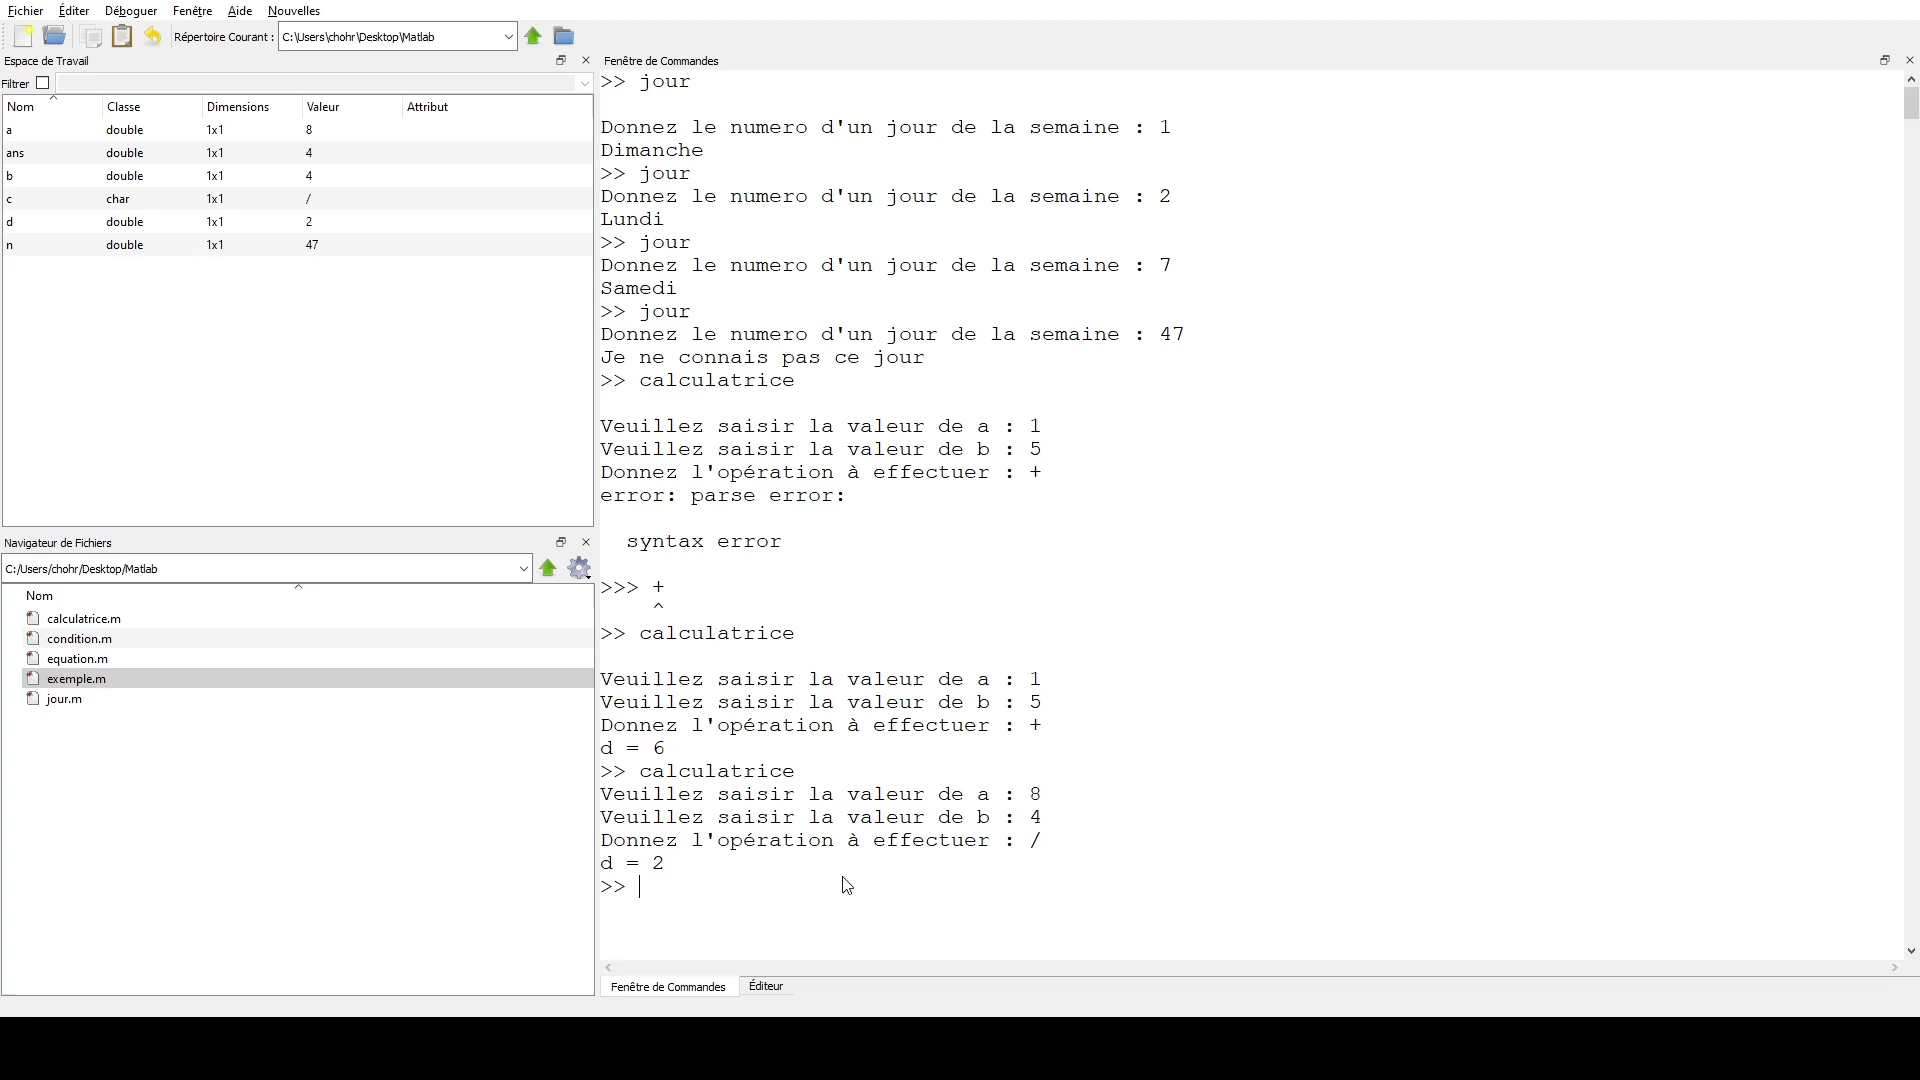 Fichier Éditer Déboguer Fenêtre Aide Nouvelles
Répertoire Courant : C:\Users\chohr\Desktop\Matlab
Espace de Travail
Filtrer
Nom Classe Dimensions Valeur Attribut
a double 1x1 8
ans double 1x1 4
b double 1x1 4
c char 1x1 /
d double 1x1 2
n double 1x1 47
Navigateur de Fichiers
C:/Users/chohr/Desktop/Matlab
Nom
calculatrice.m
condition.m
equation.m
exemple.m
jour.m
Fenêtre de Commandes
>> jour
Donnez le numero d'un jour de la semaine : 1
Dimanche
>> jour
Donnez le numero d'un jour de la semaine : 2
Lundi
>> jour
Donnez le numero d'un jour de la semaine : 7
Samedi
>> jour
Donnez le numero d'un jour de la semaine : 47
Je ne connais pas ce jour
>> calculatrice
Veuillez saisir la valeur de a : 1
Veuillez saisir la valeur de b : 5
Donnez l'opération à effectuer : +
error: parse error:
syntax error
>>> +
^
>> calculatrice
Veuillez saisir la valeur de a : 1
Veuillez saisir la valeur de b : 5
Donnez l'opération à effectuer : +
d = 6
>> calculatrice
Veuillez saisir la valeur de a : 8
Veuillez saisir la valeur de b : 4
Donnez l'opération à effectuer : /
d = 2
>>
Fenêtre de Commandes Éditeur